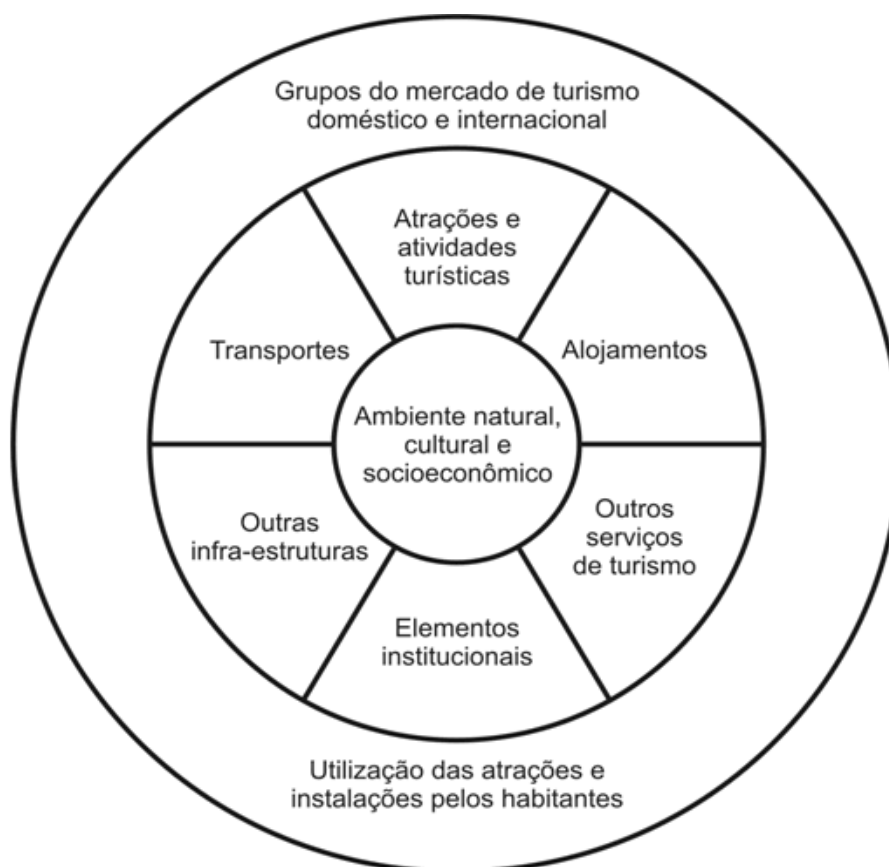 Grupos do mercado de turismo
doméstico e internacional
Atrações e
atividades
turísticas
Transportes
Alojamentos
Ambiente natural,
cultural e
socioeconômico
Outras
infra-estruturas
Outros
serviços
de turismo
Elementos
institucionais
Utilização das atrações e
instalações pelos habitantes